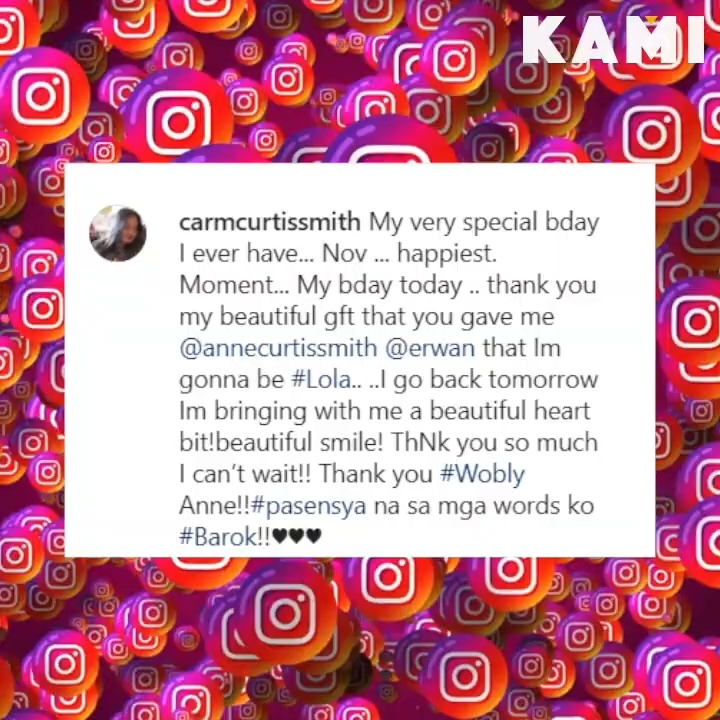 KAMI
carmcurtissmith My very special bday
I ever have... Nov ... happiest.
Moment... My bday today .. thank you
my beautiful gft that you gave me
@annecurtissmith @erwan that Im
gonna be #Lola.. ..I go back tomorrow
Im bringing with me a beautiful heart
bit!beautiful smile! ThNk you so much
I can't wait!! Thank you #Wobly
Anne!!#pasensya na sa mga words ko
#Barok!!♥♥♥